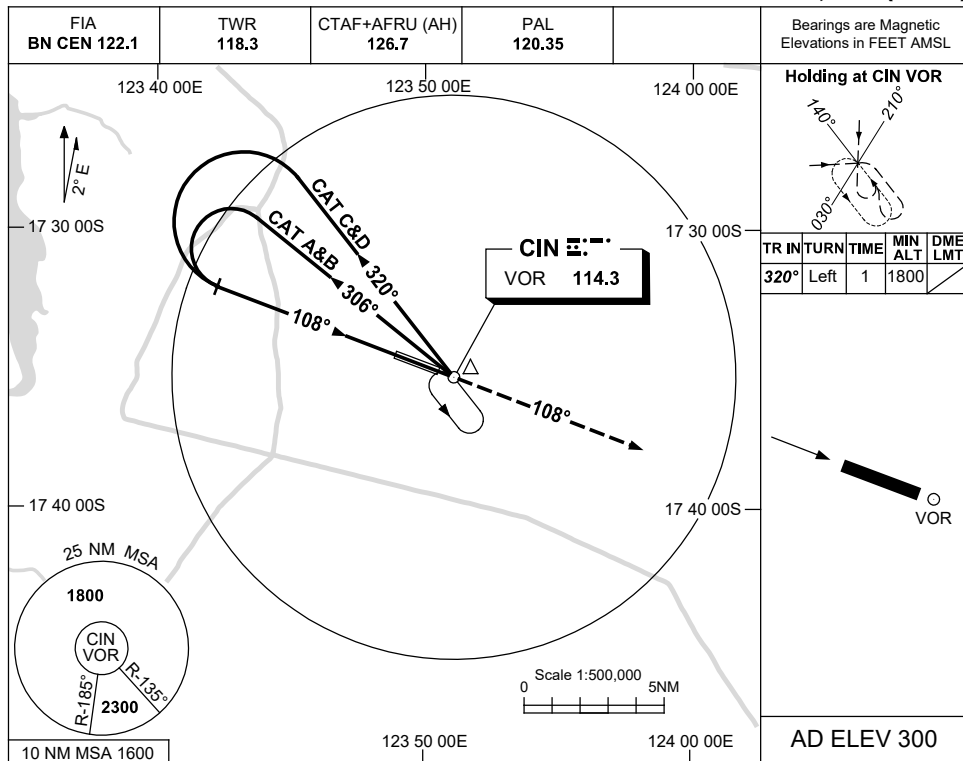 FIA
BN CEN 122.1
TWR
118.3
CTAF+AFRU (AH)
126.7
PAL
120.35
Bearings are Magnetic
Elevations in FEET AMSL
123 40 00E
123 50 00E
124 00 00E
Holding at CIN VOR
140°
210°
030°
TR IN TURN TIME MIN ALT DME LMT
320° Left 1 1800
2° E
17 30 00S
17 30 00S
CAT C&D
CAT A&B
320°
306°
108°
108°
CIN
VOR 114.3
17 40 00S
17 40 00S
VOR
25 NM MSA
1800
CIN
VOR
R-185°
R-135°
2300
10 NM MSA 1600
Scale 1:500,000
0 5NM
123 50 00E
124 00 00E
AD ELEV 300